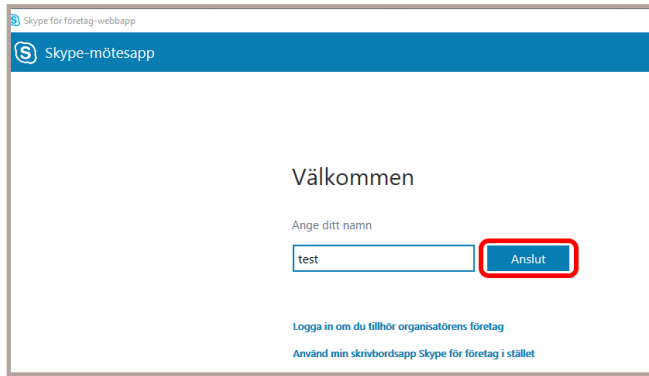 Skype för företag-webbapp
Skype-mötesapp
Välkommen
Ange ditt namn
test
Anslut
Logga in om du tillhör organisatörens företag
Använd min skrivbordsapp Skype för företag i stället